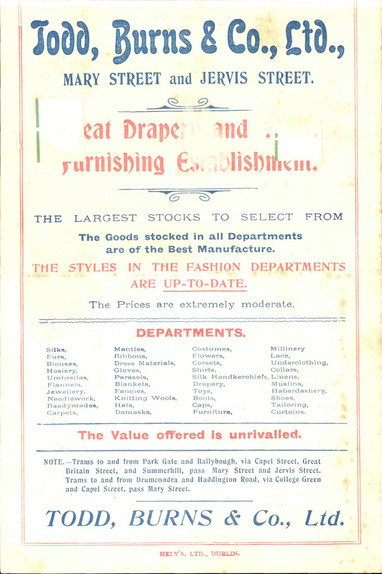 Todd, Burns & Co., Ltd.,
MARY STREET and JERVIS STREET.
eat Drapery and
urnishing Establishment.
THE LARGEST STOCKS TO SELECT FROM
The Goods stocked in all Departments
are of the Best Manufacture.
THE STYLES IN THE FASHION DEPARTMENTS
ARE UP-TO-DATE.
The Prices are extremely moderate.
DEPARTMENTS.
Silks, Mantles, Costumes, Millinery
Furs, Ribbons, Flowers, Lace,
Blouses, Dress Materials, Corsets, Underclothing,
Hosiery, Gloves, Shirts, Collars,
Umbrellas, Parasols, Silk Handkerchiefs, Linens,
Flannels, Blankets, Drapery, Muslins,
Jewellery, Fancies, Toys, Haberdashery,
Needlework, Knitting Wools, Boots, Shoes,
Readymades, Hats, Caps, Tailoring,
Carpets, Damasks, Furniture, Curtains.
The Value offered is unrivalled.
NOTE.—Trams to and from Park Gate and Ballybough, via Capel Street, Great
Britain Street, and Summerhill, pass Mary Street and Jervis Street.
Trams to and from Drumcondra and Haddington Road, via College Green
and Capel Street, pass Mary Street.
TODD, BURNS & Co., Ltd.
HELY'S, LTD., DUBLIN.